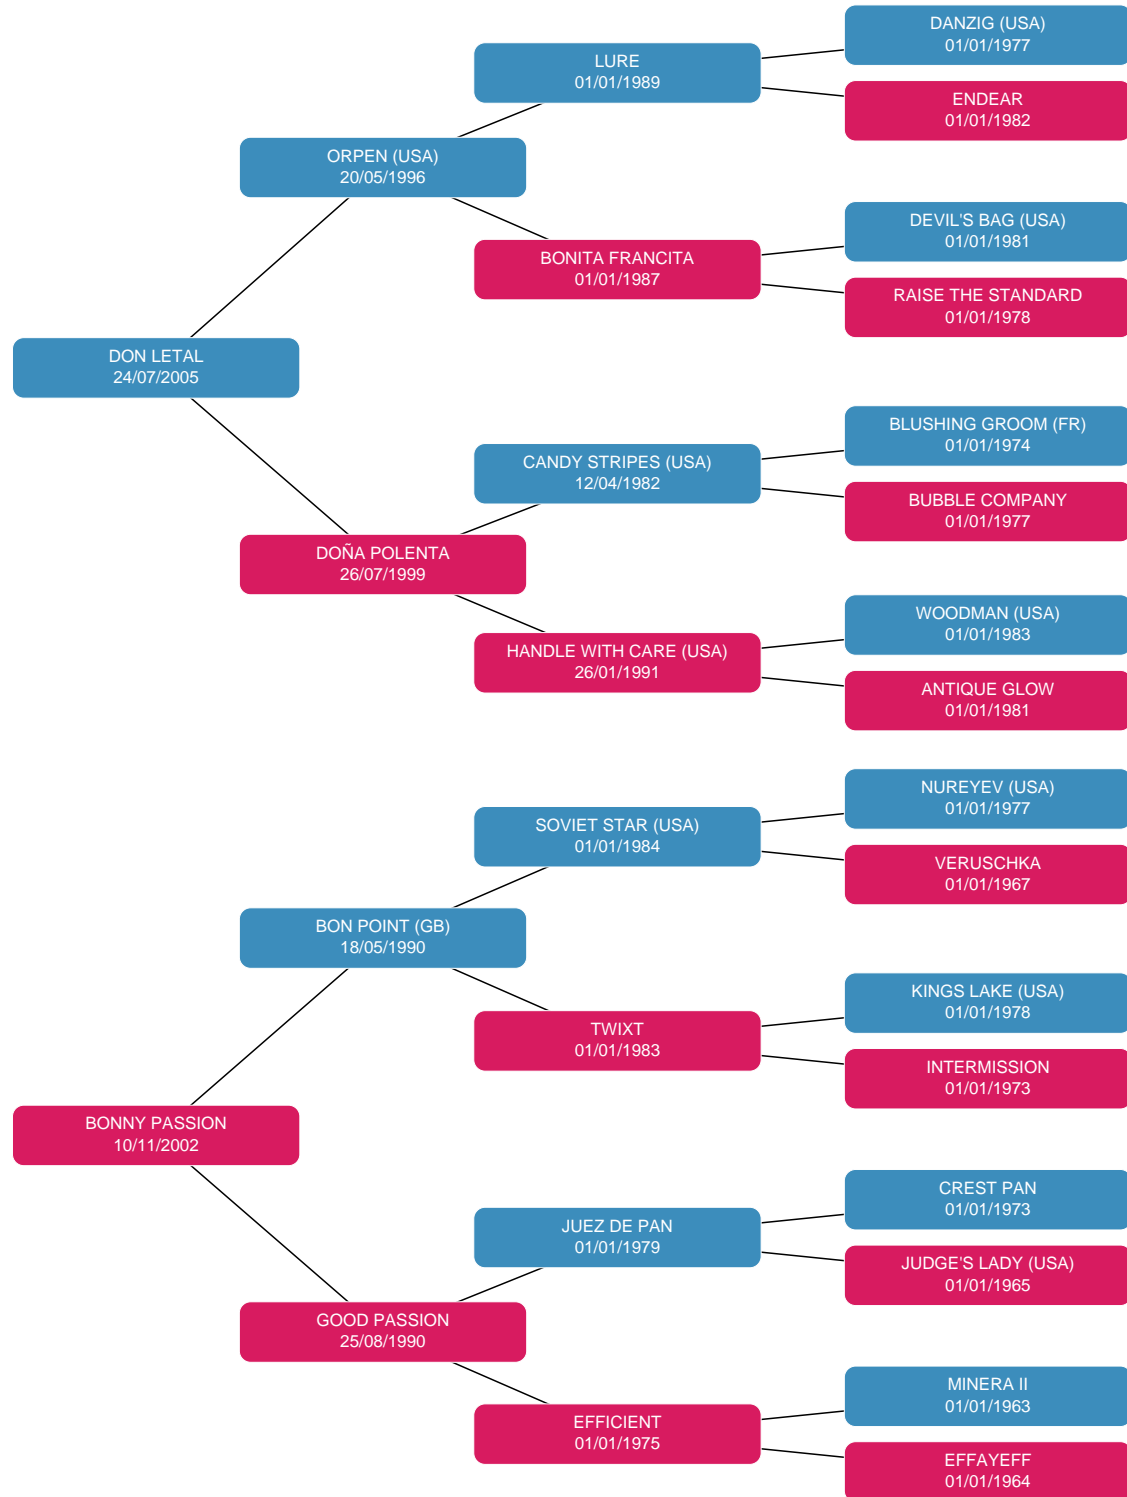 DANZIG (USA)
01/01/1977
LURE
01/01/1989
ENDEAR
01/01/1982
ORPEN (USA)
20/05/1996
DEVIL'S BAG (USA)
01/01/1981
BONITA FRANCITA
01/01/1987
RAISE THE STANDARD
01/01/1978
DON LETAL
24/07/2005
BLUSHING GROOM (FR)
01/01/1974
CANDY STRIPES (USA)
12/04/1982
BUBBLE COMPANY
01/01/1977
DOÑA POLENTA
26/07/1999
WOODMAN (USA)
01/01/1983
HANDLE WITH CARE (USA)
26/01/1991
ANTIQUE GLOW
01/01/1981
NUREYEV (USA)
01/01/1977
SOVIET STAR (USA)
01/01/1984
VERUSCHKA
01/01/1967
BON POINT (GB)
18/05/1990
KINGS LAKE (USA)
01/01/1978
TWIXT
01/01/1983
INTERMISSION
01/01/1973
BONNY PASSION
10/11/2002
CREST PAN
01/01/1973
JUEZ DE PAN
01/01/1979
JUDGE'S LADY (USA)
01/01/1965
GOOD PASSION
25/08/1990
MINERA II
01/01/1963
EFFICIENT
01/01/1975
EFFAYEFF
01/01/1964